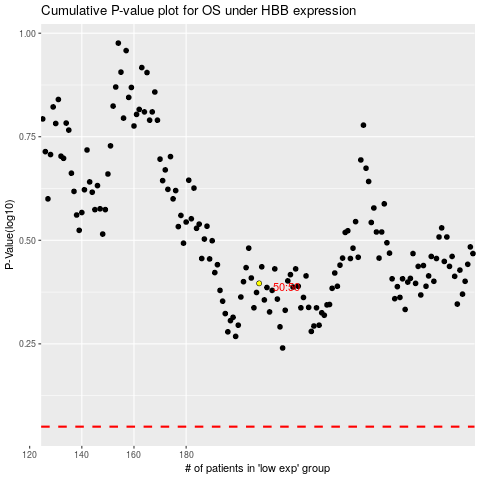 Cumulative P-value plot for OS under HBB expression
P-Value(log10)
1.00
0.75
0.50
0.25
50:50
120 140 160 180
# of patients in 'low exp' group